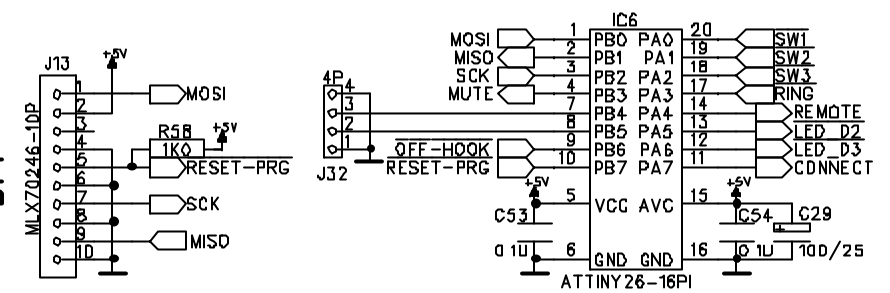 J13
+5V
MLX70246-10P
1
MOSI
2
3
4
R58
1K0
+5V
5
RESET-PRG
6
7
SCK
8
9
MISO
10
4P
4
3
2
1
J32
IC6
MOSI 1 PB0 PA0 20 SW1
MISO 2 PB1 PA1 19 SW2
SCK 3 PB2 PA2 18 SW3
MUTE 4 PB3 PA3 17 RING
7 PB4 PA4 14 REMOTE
8 PB5 PA5 13 LED_D2
OFF-HOOK 9 PB6 PA6 12 LED_D3
RESET-PRG 10 PB7 PA7 11 CONNECT
+5V
+5V
5 VCC AVC 15
C53
C54
C29
0.1U
6 GND GND 16
0.1U
100/25
ATTINY26-16PI